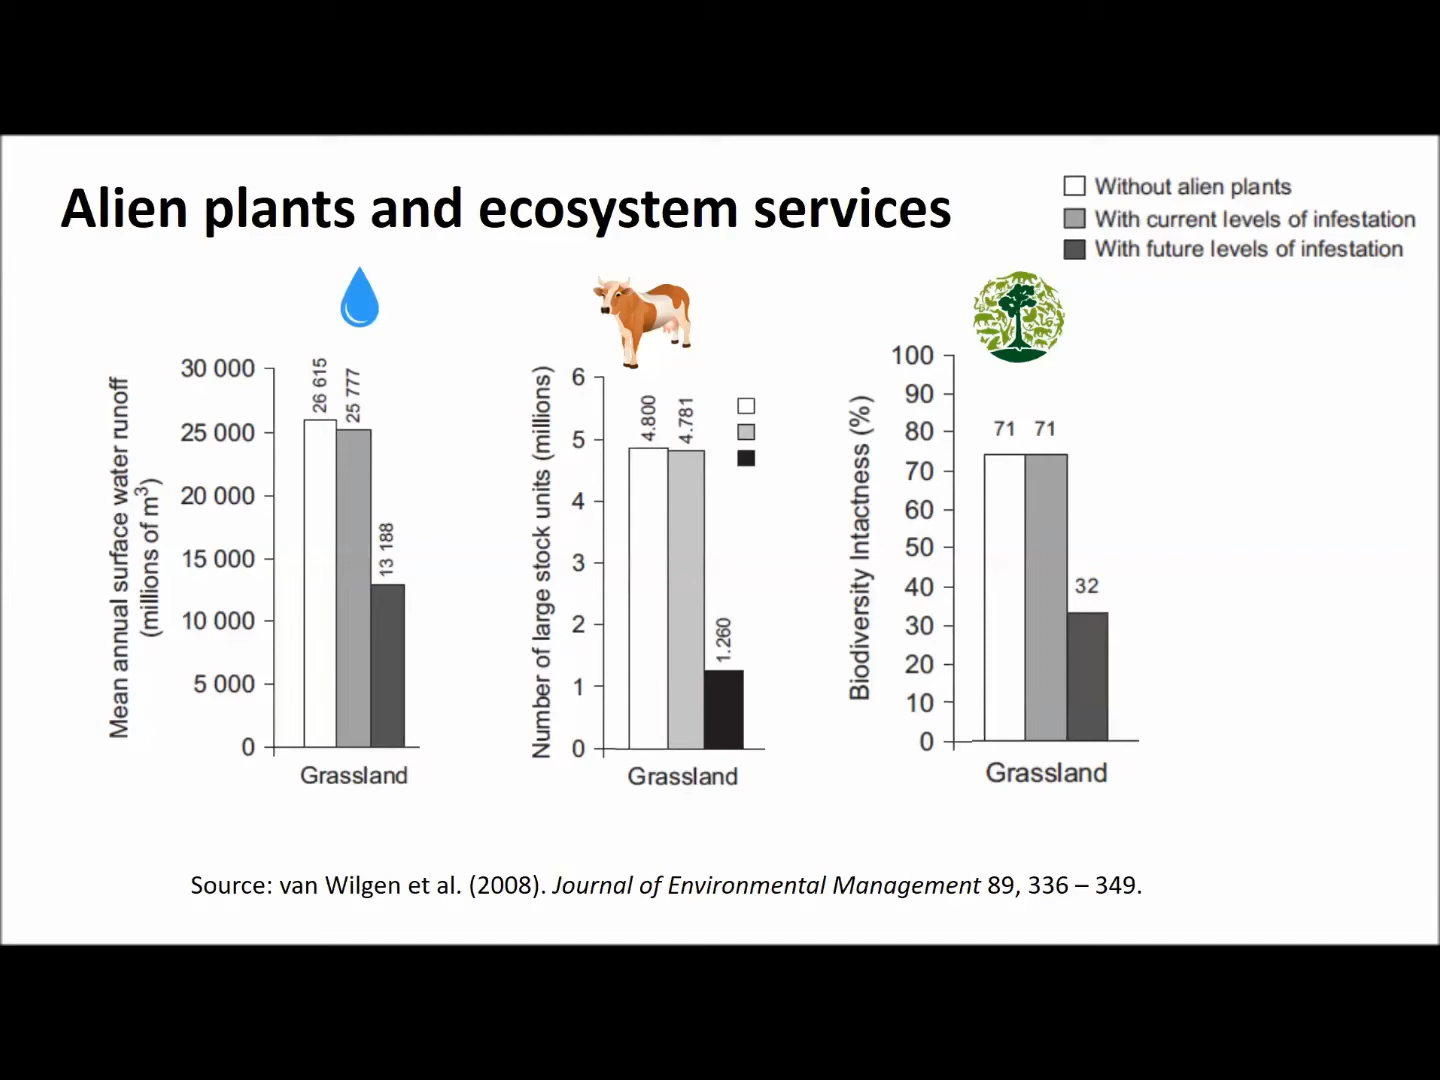 Alien plants and ecosystem services
Without alien plants
With current levels of infestation
With future levels of infestation
Mean annual surface water runoff
(millions of m³)
30 000
25 000
20 000
15 000
10 000
5 000
0
26 615
25 777
13 188
Grassland
Number of large stock units (millions)
6
5
4
3
2
1
0
4.800
4.781
1.260
Grassland
Biodiversity Intactness (%)
100
90
80
70
60
50
40
30
20
10
0
71
71
32
Grassland
Source: van Wilgen et al. (2008). Journal of Environmental Management 89, 336 – 349.